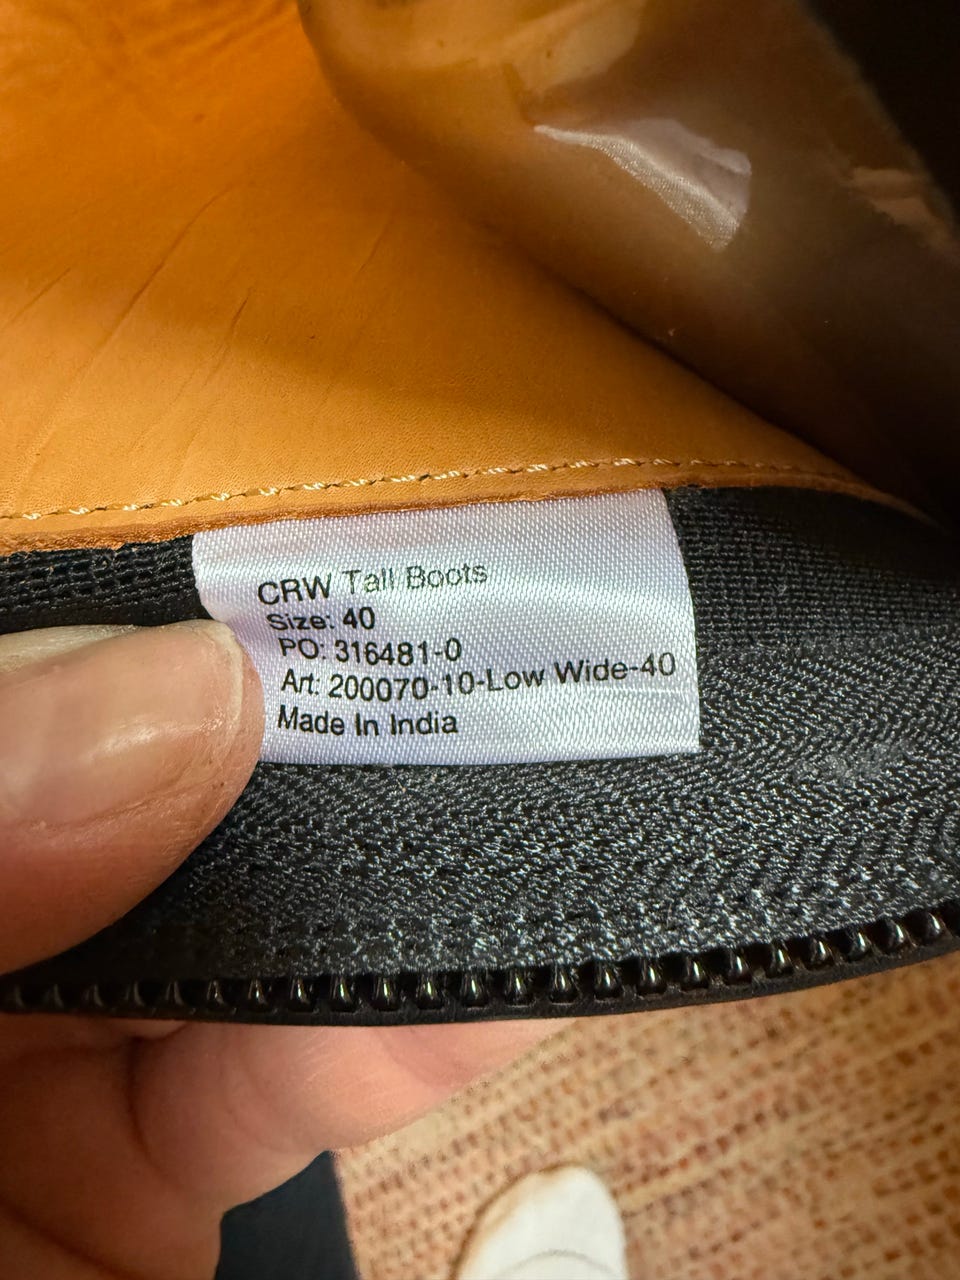 CRW Tall Boots
Size: 40
PO: 316481-0
Art: 200070-10-Low Wide-40
Made In India